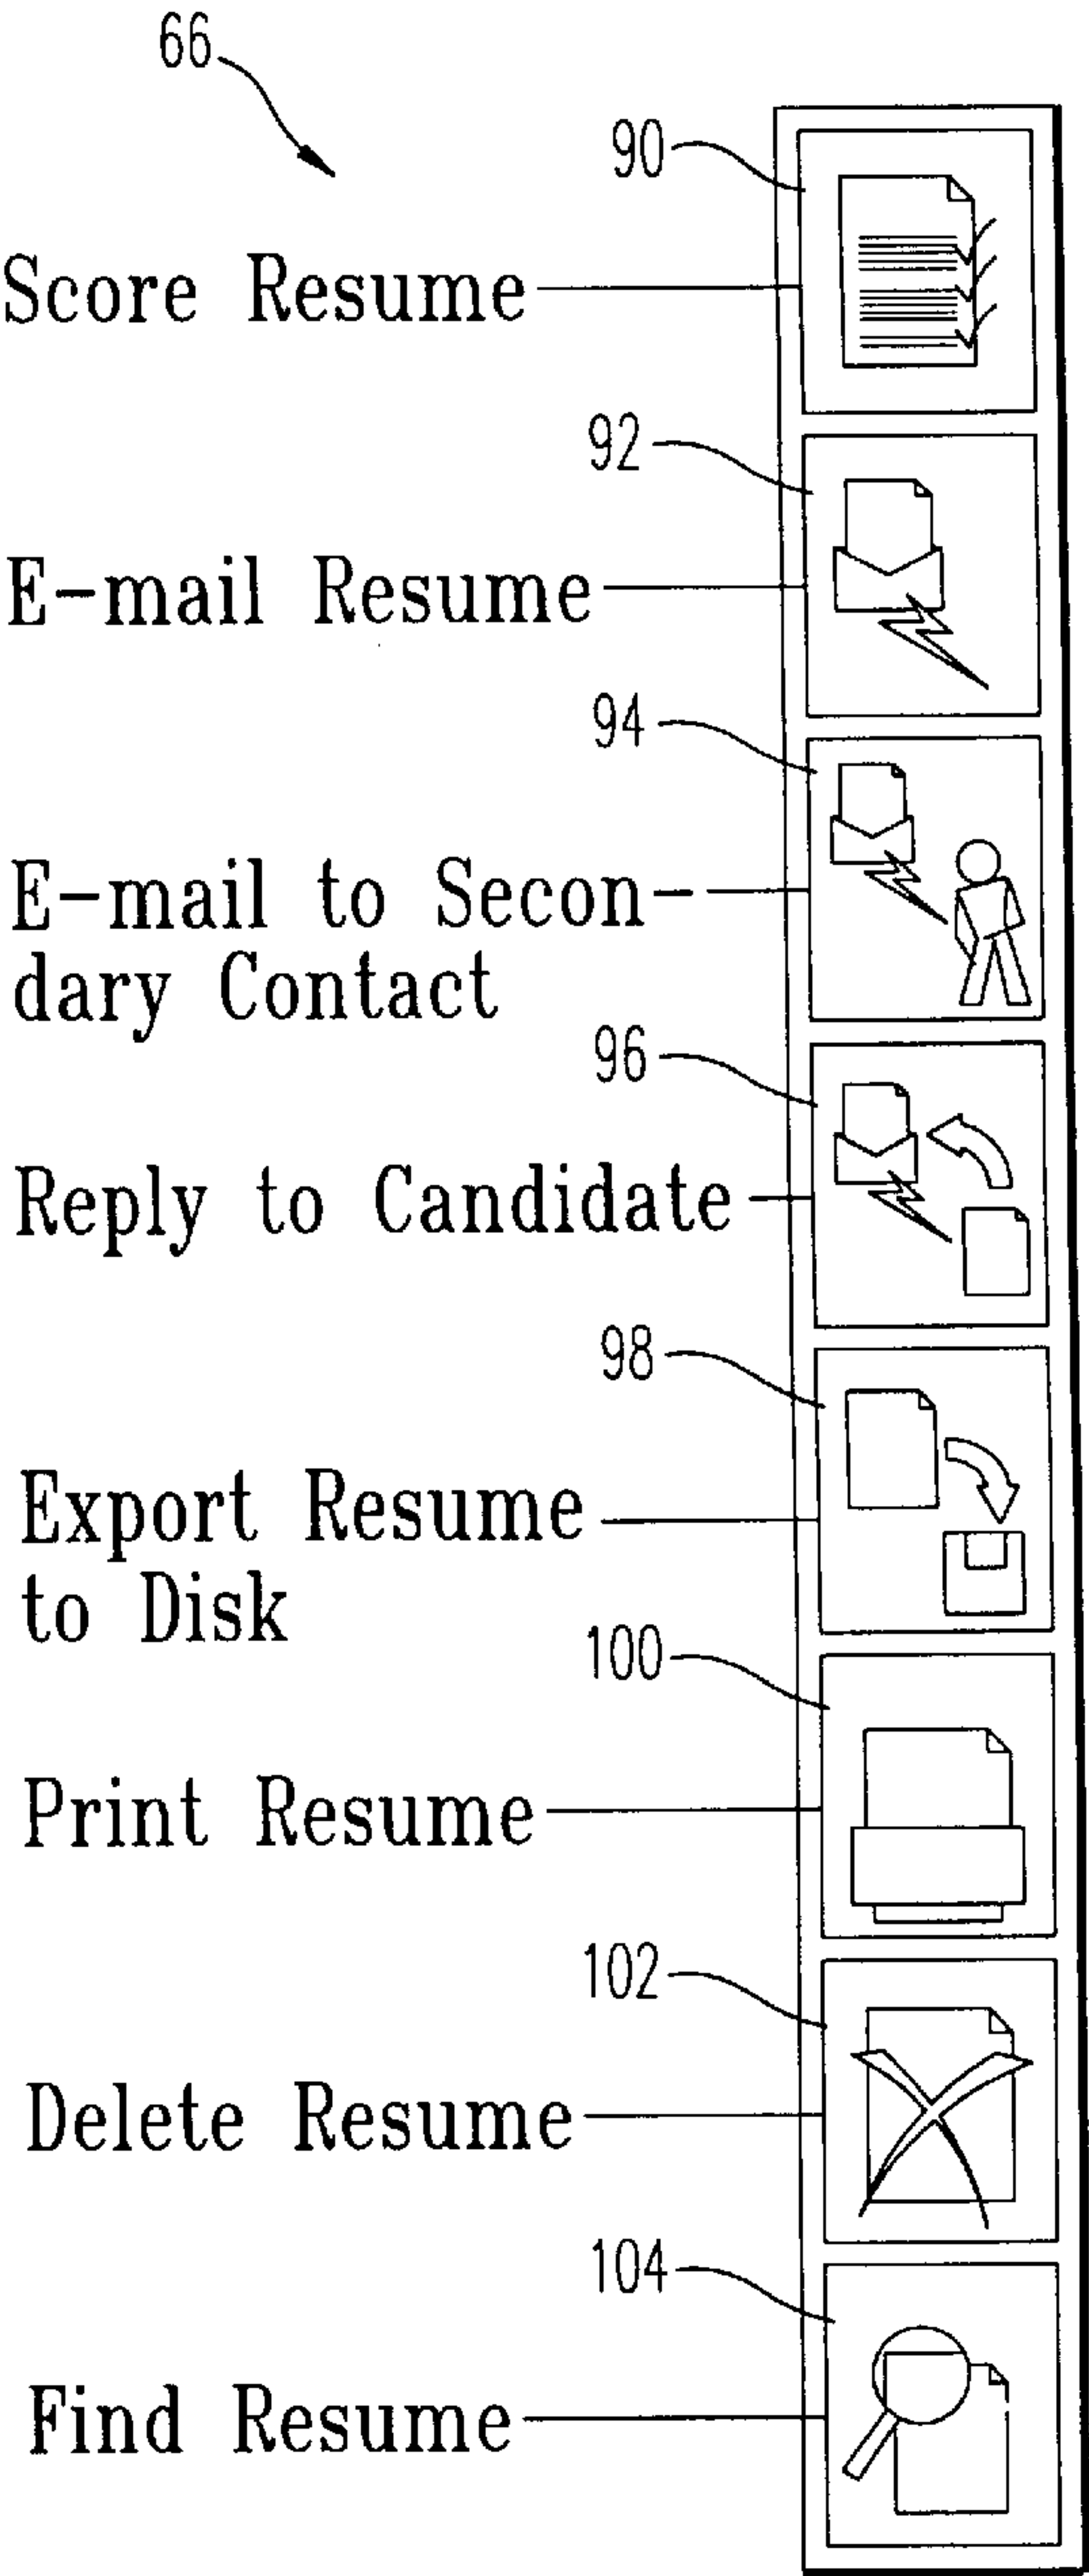 66
90
Score Resume
92
E-mail Resume
94
E-mail to Secon-
dary Contact
96
Reply to Candidate
98
Export Resume
to Disk
100
Print Resume
102
Delete Resume
104
Find Resume